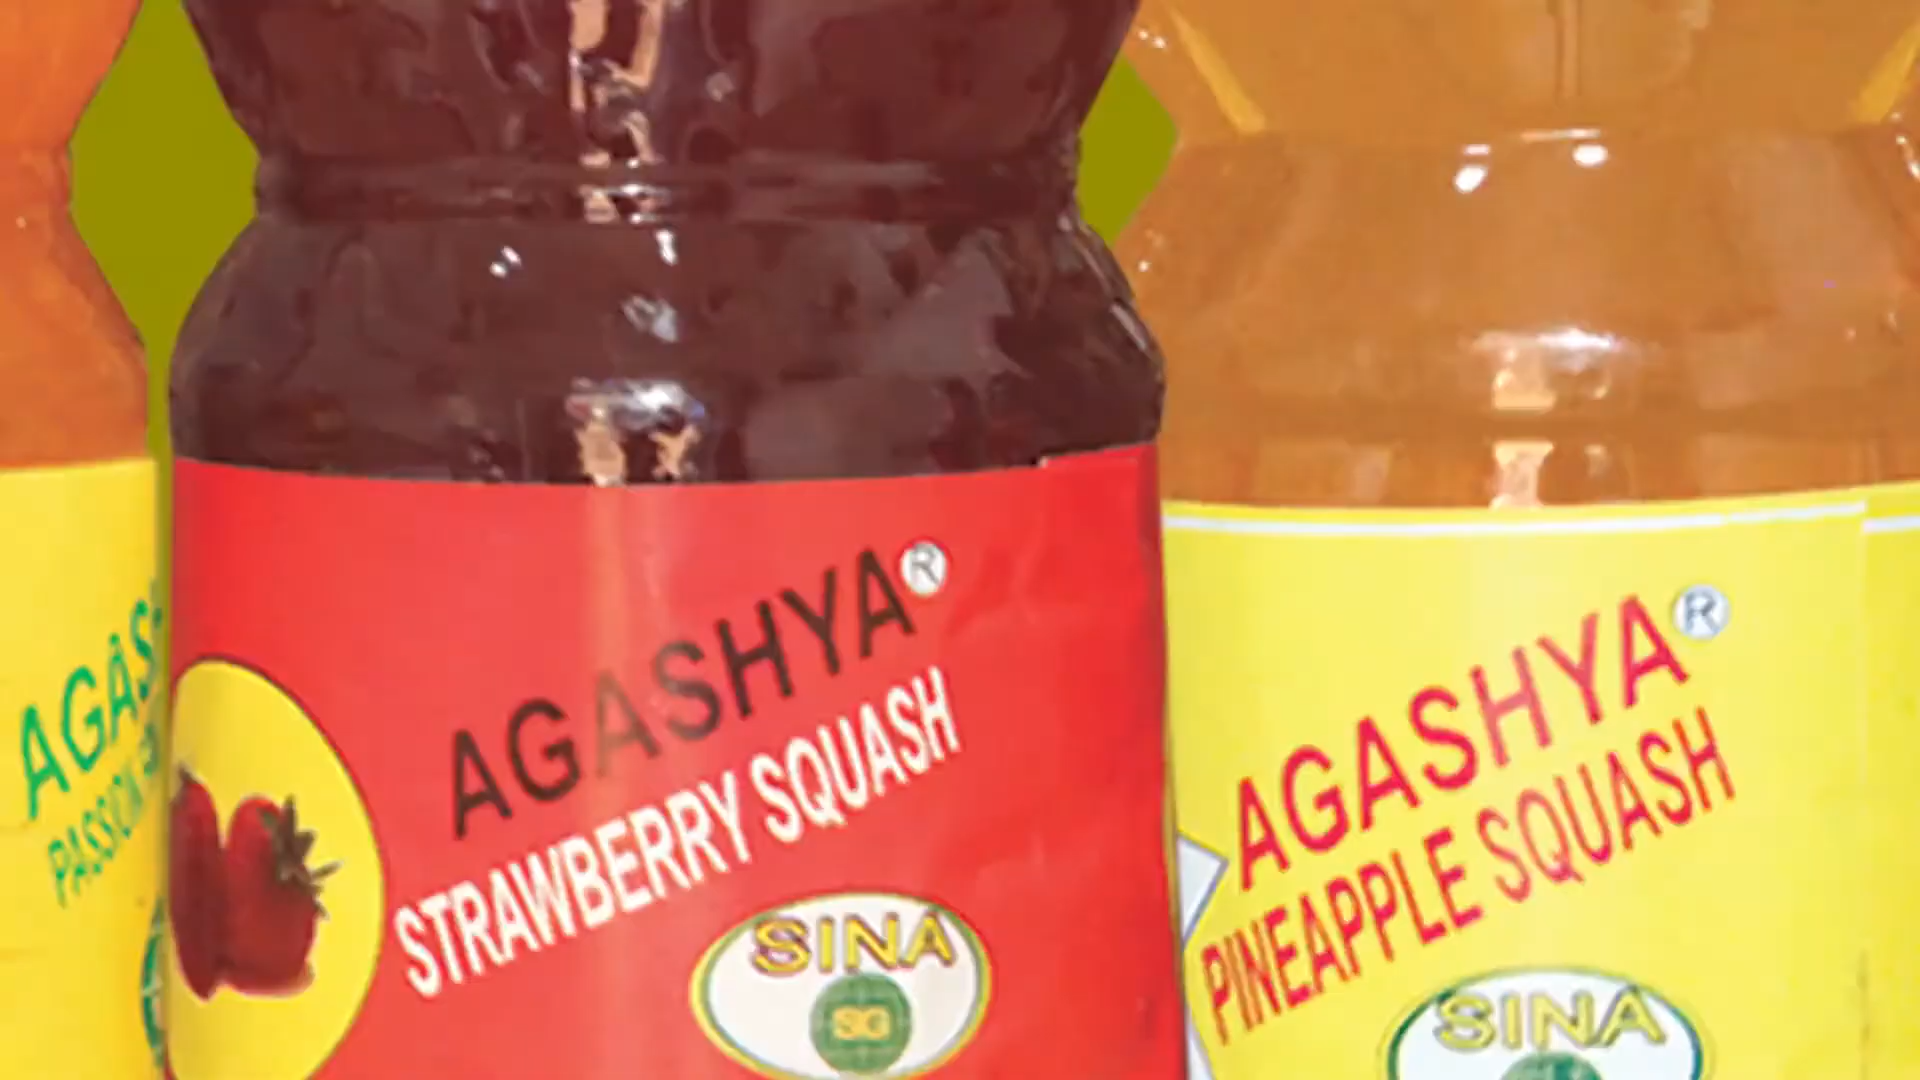 AGAS
PASSION
AGASHYA®
STRAWBERRY SQUASH
SINA
SG
AGASHYA®
PINEAPPLE SQUASH
SINA